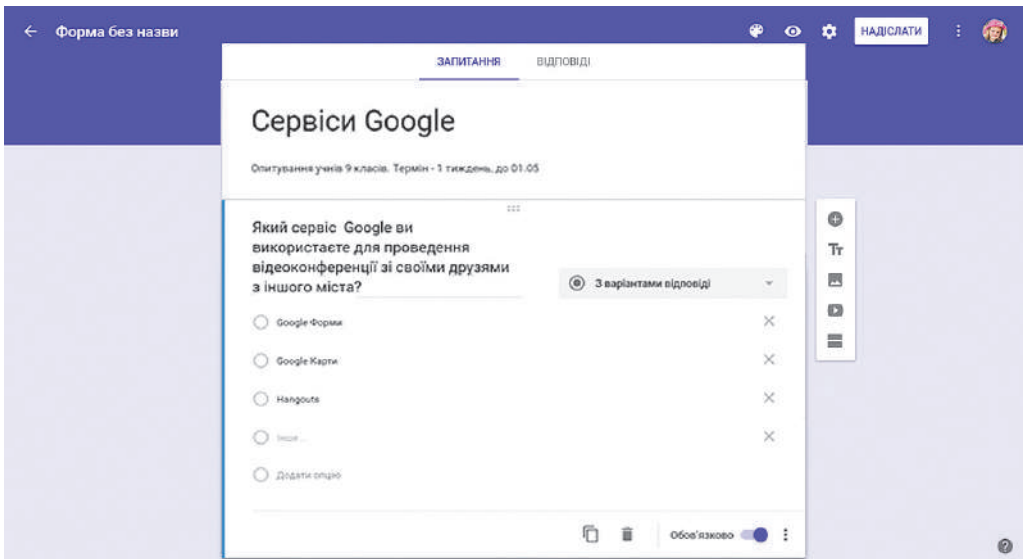 Форма без назви
НАДІСЛАТИ
ЗАПИТАННЯ ВІДПОВІДІ
Сервіси Google
Опитування учнів 9 класів. Термін - 1 тиждень, до 01.05
Який сервіс Google ви
використаєте для проведення
відеоконференції зі своїми друзями
з іншого міста?
З варіантами відповіді
Google Форми
Google Карти
Hangouts
Інше...
Додати опцію
Обов'язково
Тт